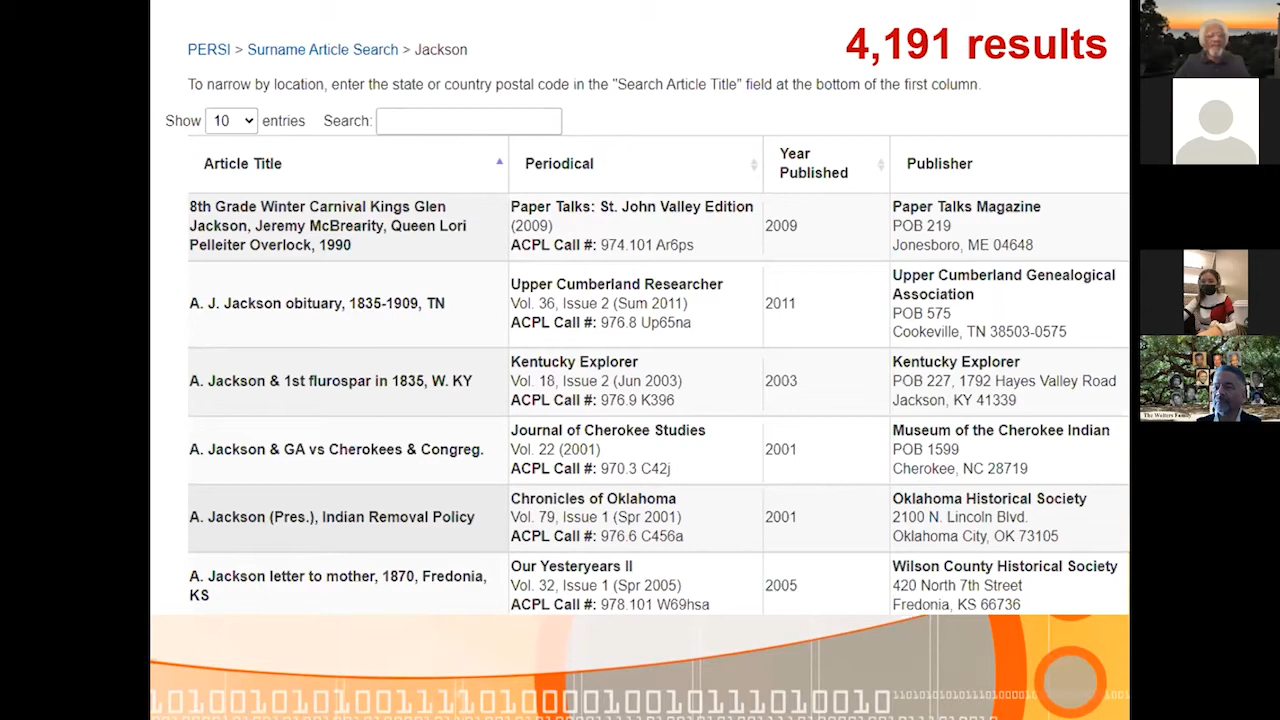 PERSI > Surname Article Search > Jackson
4,191 results
To narrow by location, enter the state or country postal code in the "Search Article Title" field at the bottom of the first column.
Show 10 entries Search:
Article Title
Periodical
Year
Published
Publisher
8th Grade Winter Carnival Kings Glen
Jackson, Jeremy McBrearity, Queen Lori
Pelleiter Overlock, 1990
Paper Talks: St. John Valley Edition
(2009)
ACPL Call #: 974.101 Ar6ps
2009
Paper Talks Magazine
POB 219
Jonesboro, ME 04648
A. J. Jackson obituary, 1835-1909, TN
Upper Cumberland Researcher
Vol. 36, Issue 2 (Sum 2011)
ACPL Call #: 976.8 Up65na
2011
Upper Cumberland Genealogical
Association
POB 575
Cookeville, TN 38503-0575
A. Jackson & 1st flurospar in 1835, W. KY
Kentucky Explorer
Vol. 18, Issue 2 (Jun 2003)
ACPL Call #: 976.9 K396
2003
Kentucky Explorer
POB 227, 1792 Hayes Valley Road
Jackson, KY 41339
A. Jackson & GA vs Cherokees & Congreg.
Journal of Cherokee Studies
Vol. 22 (2001)
ACPL Call #: 970.3 C42j
2001
Museum of the Cherokee Indian
POB 1599
Cherokee, NC 28719
A. Jackson (Pres.), Indian Removal Policy
Chronicles of Oklahoma
Vol. 79, Issue 1 (Spr 2001)
ACPL Call #: 976.6 C456a
2001
Oklahoma Historical Society
2100 N. Lincoln Blvd.
Oklahoma City, OK 73105
A. Jackson letter to mother, 1870, Fredonia,
KS
Our Yesteryears II
Vol. 32, Issue 1 (Spr 2005)
ACPL Call #: 978.101 W69hsa
2005
Wilson County Historical Society
420 North 7th Street
Fredonia, KS 66736
The Walters Family